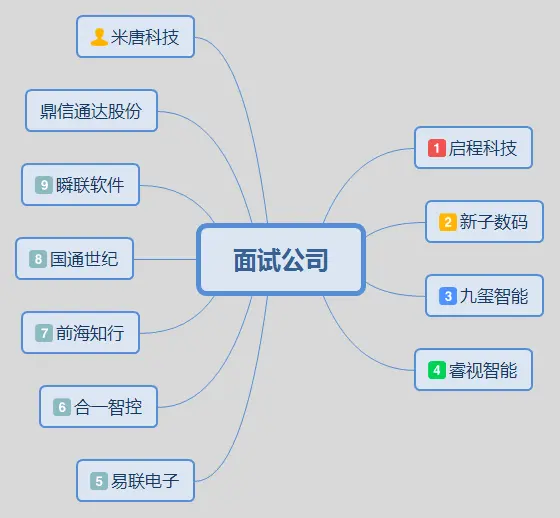 米唐科技
鼎信通达股份
9 瞬联软件
8 国通世纪
7 前海知行
6 合一智控
5 易联电子
面试公司
1 启程科技
2 新子数码
3 九玺智能
4 睿视智能